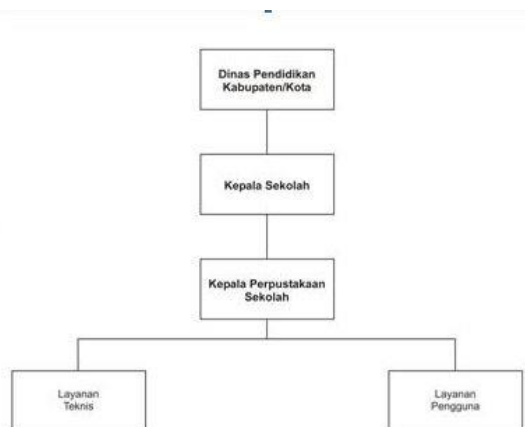 Dinas Pendidikan
Kabupaten/Kota
Kepala Sekolah
Kepala Perpustakaan
Sekolah
Layanan
Teknis
Layanan
Pengguna